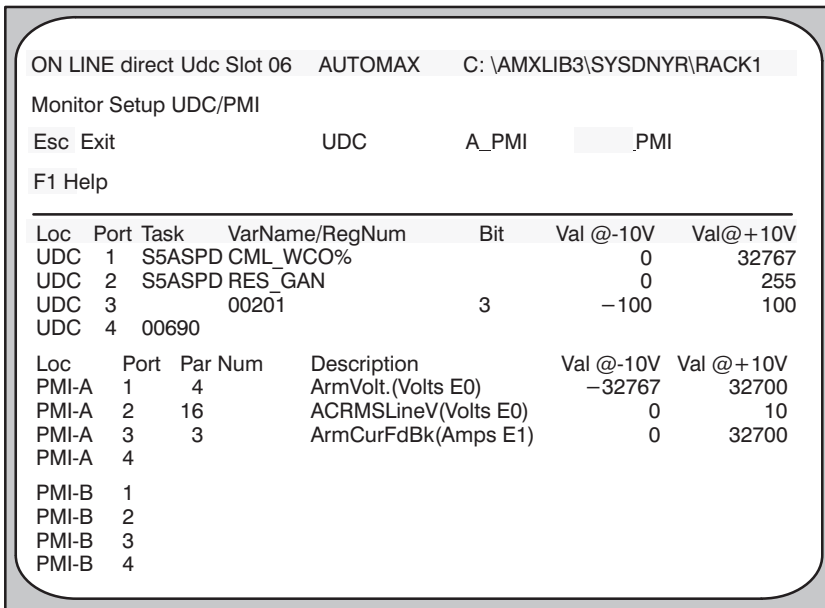 ON LINE direct Udc Slot 06 AUTOMAX C: \AMXLIB3\SYSDNYR\RACK1
Monitor Setup UDC/PMI
Esc Exit UDC A_PMI _PMI
F1 Help
Loc Port Task VarName/RegNum Bit Val @-10V Val@+10V
UDC 1 S5ASPD CML_WCO% 0 32767
UDC 2 S5ASPD RES_GAN 0 255
UDC 3 00201 3 −100 100
UDC 4 00690
Loc Port Par Num Description Val @-10V Val @+10V
PMI-A 1 4 ArmVolt.(Volts E0) −32767 32700
PMI-A 2 16 ACRMSLineV(Volts E0) 0 10
PMI-A 3 3 ArmCurFdBk(Amps E1) 0 32700
PMI-A 4
PMI-B 1
PMI-B 2
PMI-B 3
PMI-B 4